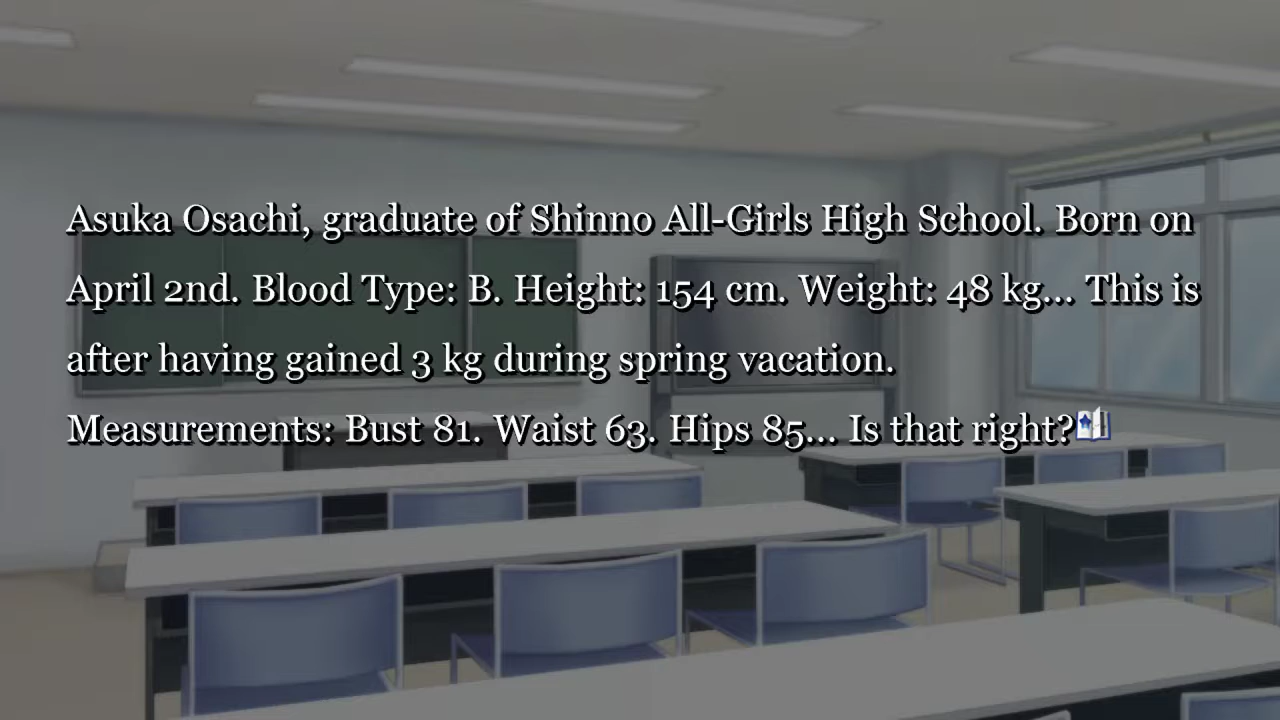 Asuka Osachi, graduate of Shinno All-Girls High School. Born on
April 2nd. Blood Type: B. Height: 154 cm. Weight: 48 kg... This is
after having gained 3 kg during spring vacation.
Measurements: Bust 81. Waist 63. Hips 85... Is that right?